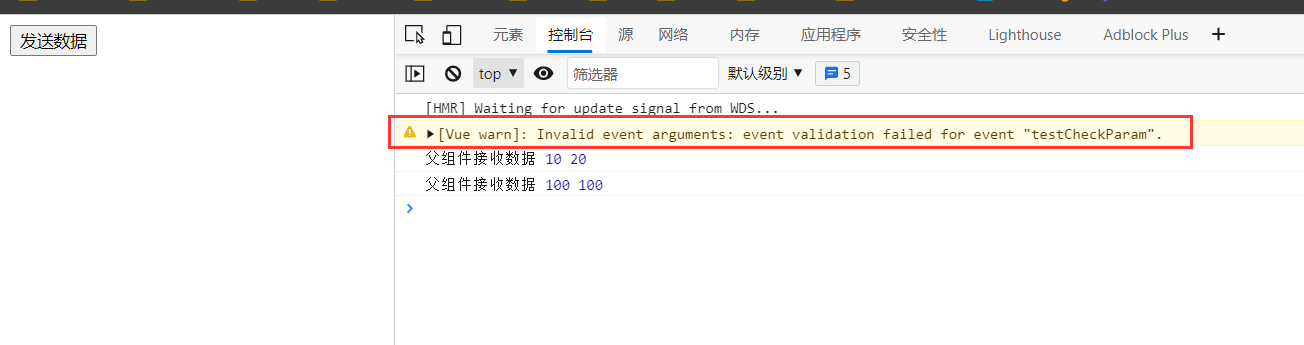 发送数据
元素 控制台 源 网络 内存 应用程序 安全性 Lighthouse Adblock Plus +
top ▼ 筛选器 默认级别 ▼ 5
[HMR] Waiting for update signal from WDS...
▶[Vue warn]: Invalid event arguments: event validation failed for event "testCheckParam".
父组件接收数据 10 20
父组件接收数据 100 100
>